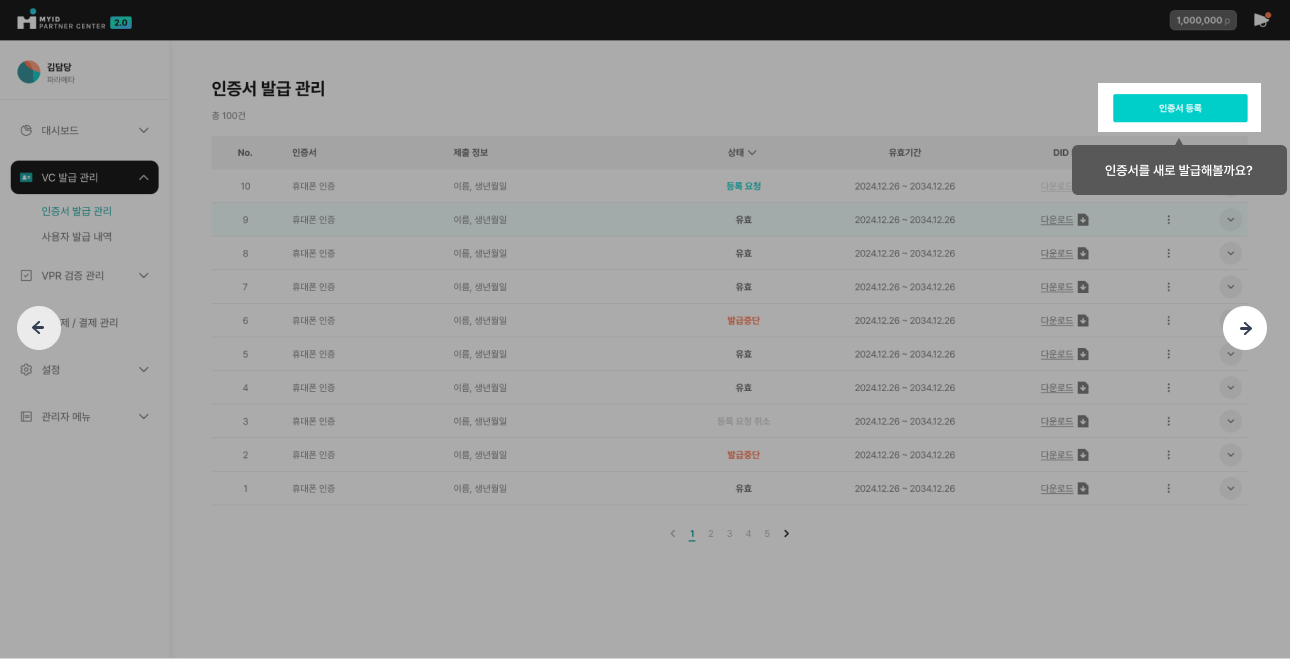 MYID
PARTNER CENTER 2.0
1,000,000 p
김담당
파라메타
대시보드
VC 발급 관리
인증서 발급 관리
사용자 발급 내역
VPR 검증 관리
제 / 결제 관리
설정
관리자 메뉴
인증서 발급 관리
총 100건
인증서 등록
인증서를 새로 발급해볼까요?
No. 인증서 제출 정보 상태 유효기간 DID
10 휴대폰 인증 이름, 생년월일 등록 요청 2024.12.26 ~ 2034.12.26 다운로드
9 휴대폰 인증 이름, 생년월일 유효 2024.12.26 ~ 2034.12.26 다운로드
8 휴대폰 인증 이름, 생년월일 유효 2024.12.26 ~ 2034.12.26 다운로드
7 휴대폰 인증 이름, 생년월일 유효 2024.12.26 ~ 2034.12.26 다운로드
6 휴대폰 인증 이름, 생년월일 발급중단 2024.12.26 ~ 2034.12.26 다운로드
5 휴대폰 인증 이름, 생년월일 유효 2024.12.26 ~ 2034.12.26 다운로드
4 휴대폰 인증 이름, 생년월일 유효 2024.12.26 ~ 2034.12.26 다운로드
3 휴대폰 인증 이름, 생년월일 등록 요청 취소 2024.12.26 ~ 2034.12.26 다운로드
2 휴대폰 인증 이름, 생년월일 발급중단 2024.12.26 ~ 2034.12.26 다운로드
1 휴대폰 인증 이름, 생년월일 유효 2024.12.26 ~ 2034.12.26 다운로드
1 2 3 4 5